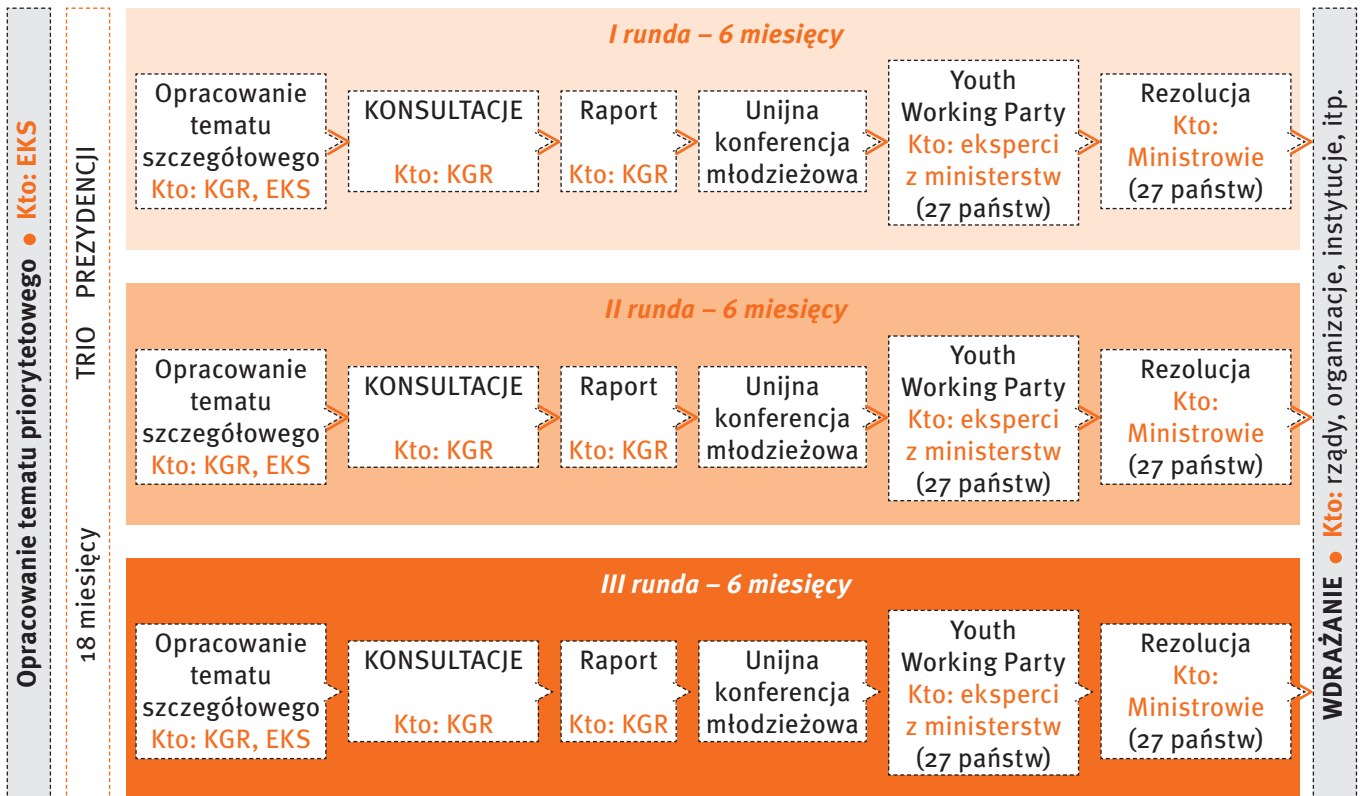 Opracowanie tematu priorytetowego ● Kto: EKS
18 miesięcy TRIO PREZYDENCJI
I runda – 6 miesięcy
Opracowanie
tematu
szczegółowego
Kto: KGR, EKS
KONSULTACJE
Kto: KGR
Raport
Kto: KGR
Unijna
konferencja
młodzieżowa
Youth
Working Party
Kto: eksperci
z ministerstw
(27 państw)
Rezolucja
Kto:
Ministrowie
(27 państw)
II runda – 6 miesięcy
Opracowanie
tematu
szczegółowego
Kto: KGR, EKS
KONSULTACJE
Kto: KGR
Raport
Kto: KGR
Unijna
konferencja
młodzieżowa
Youth
Working Party
Kto: eksperci
z ministerstw
(27 państw)
Rezolucja
Kto:
Ministrowie
(27 państw)
III runda – 6 miesięcy
Opracowanie
tematu
szczegółowego
Kto: KGR, EKS
KONSULTACJE
Kto: KGR
Raport
Kto: KGR
Unijna
konferencja
młodzieżowa
Youth
Working Party
Kto: eksperci
z ministerstw
(27 państw)
Rezolucja
Kto:
Ministrowie
(27 państw)
WDRAŻANIE ● Kto: rządy, organizacje, instytucje, itp.